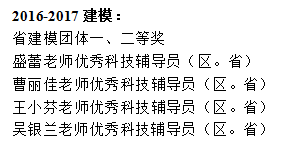 2016-2017 建模：
省建模团体一、二等奖
盛蕾老师优秀科技辅导员（区。省）
曹丽佳老师优秀科技辅导员（区。省）
王小芬老师优秀科技辅导员（区。省）
吴银兰老师优秀科技辅导员（区。省）